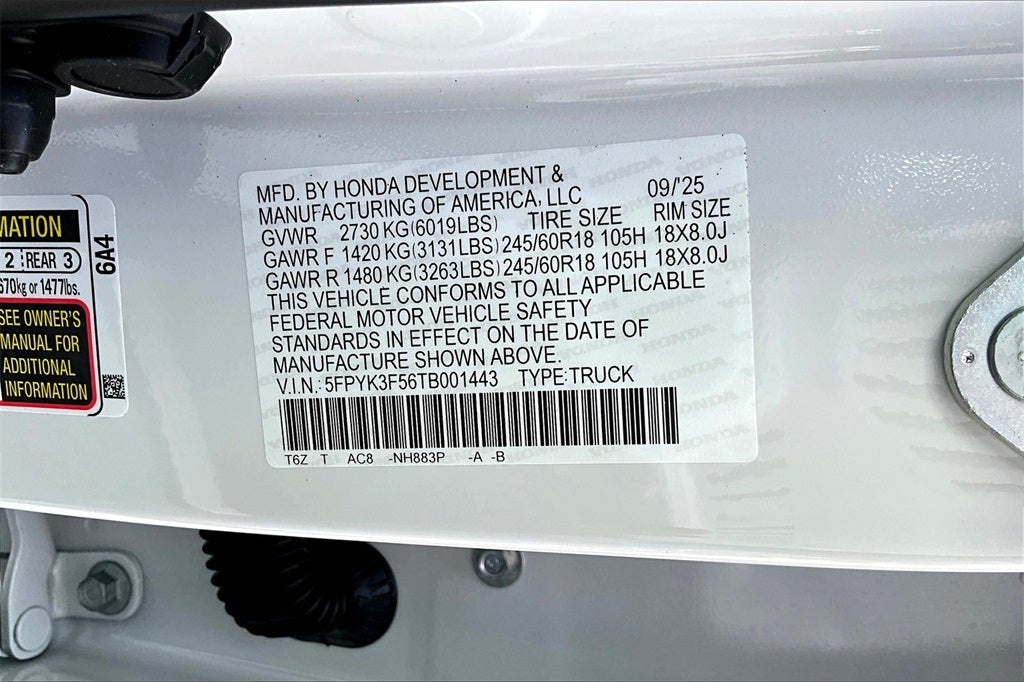 MATION
2 REAR 3
670kg or 1477lbs.
SEE OWNER'S
MANUAL FOR
ADDITIONAL
INFORMATION
6A4
MFD. BY HONDA DEVELOPMENT &
MANUFACTURING OF AMERICA, LLC 09/'25
GVWR 2730 KG(6019LBS) TIRE SIZE RIM SIZE
GAWR F 1420 KG(3131LBS) 245/60R18 105H 18X8.0J
GAWR R 1480 KG(3263LBS) 245/60R18 105H 18X8.0J
THIS VEHICLE CONFORMS TO ALL APPLICABLE
FEDERAL MOTOR VEHICLE SAFETY
STANDARDS IN EFFECT ON THE DATE OF
MANUFACTURE SHOWN ABOVE.
V.I.N.: 5FPYK3F56TB001443 TYPE:TRUCK
T6Z T AC8 -NH883P -A -B